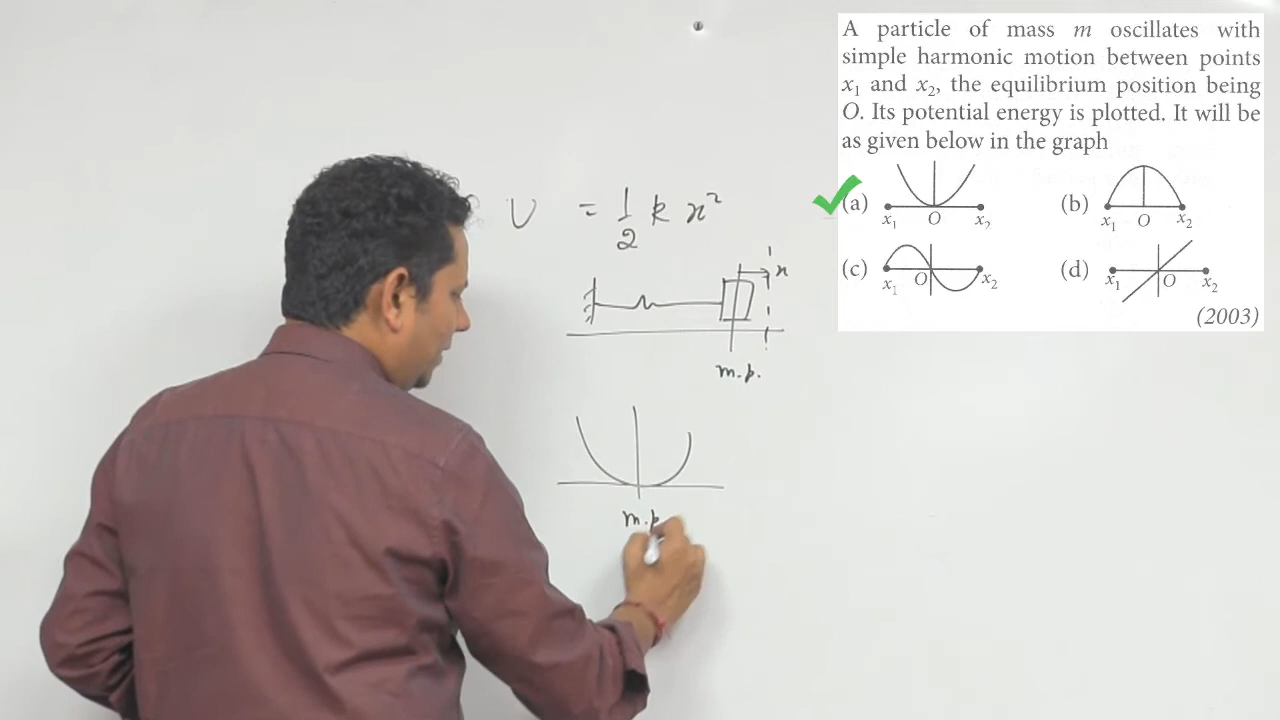 A particle of mass m oscillates with
simple harmonic motion between points
x₁ and x₂, the equilibrium position being
O. Its potential energy is plotted. It will be
as given below in the graph
(a) x₁ O x₂
(b) x₁ O x₂
(c) x₁ O x₂
(d) x₁ O x₂
(2003)
U = 1/2 k x²
x
m.p.
m.p